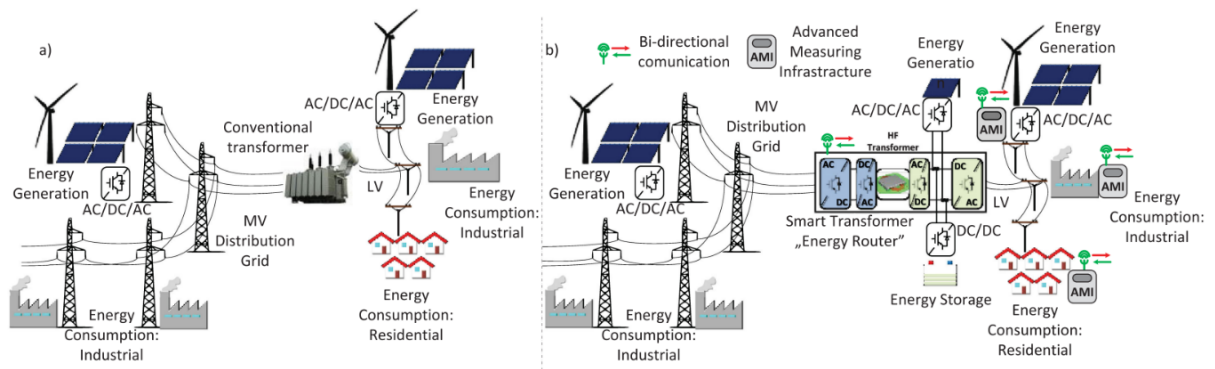 a)
AC/DC/AC
Energy
Generation
Conventional
transformer
LV
Energy
Generation
AC/DC/AC
MV
Distribution
Grid
Energy
Consumption:
Industrial
Energy
Consumption:
Residential
Energy
Consumption:
Industrial
b)
Bi-directional
comunication
AMI
Advanced
Measuring
Infrastracture
Energy
Generatio
n
AC/DC/AC
Energy
Generation
AMI
AC/DC/AC
MV
Distribution
Grid
HF
Transformer
AC
DC
DC
AC
AC
DC
DC
AC
Energy
Generation
AC/DC/AC
Smart Transformer
„Energy Router”
LV
DC/DC
Energy Storage
AMI
Energy
Consumption:
Industrial
AMI
Energy
Consumption:
Residential
Energy
Consumption:
Industrial